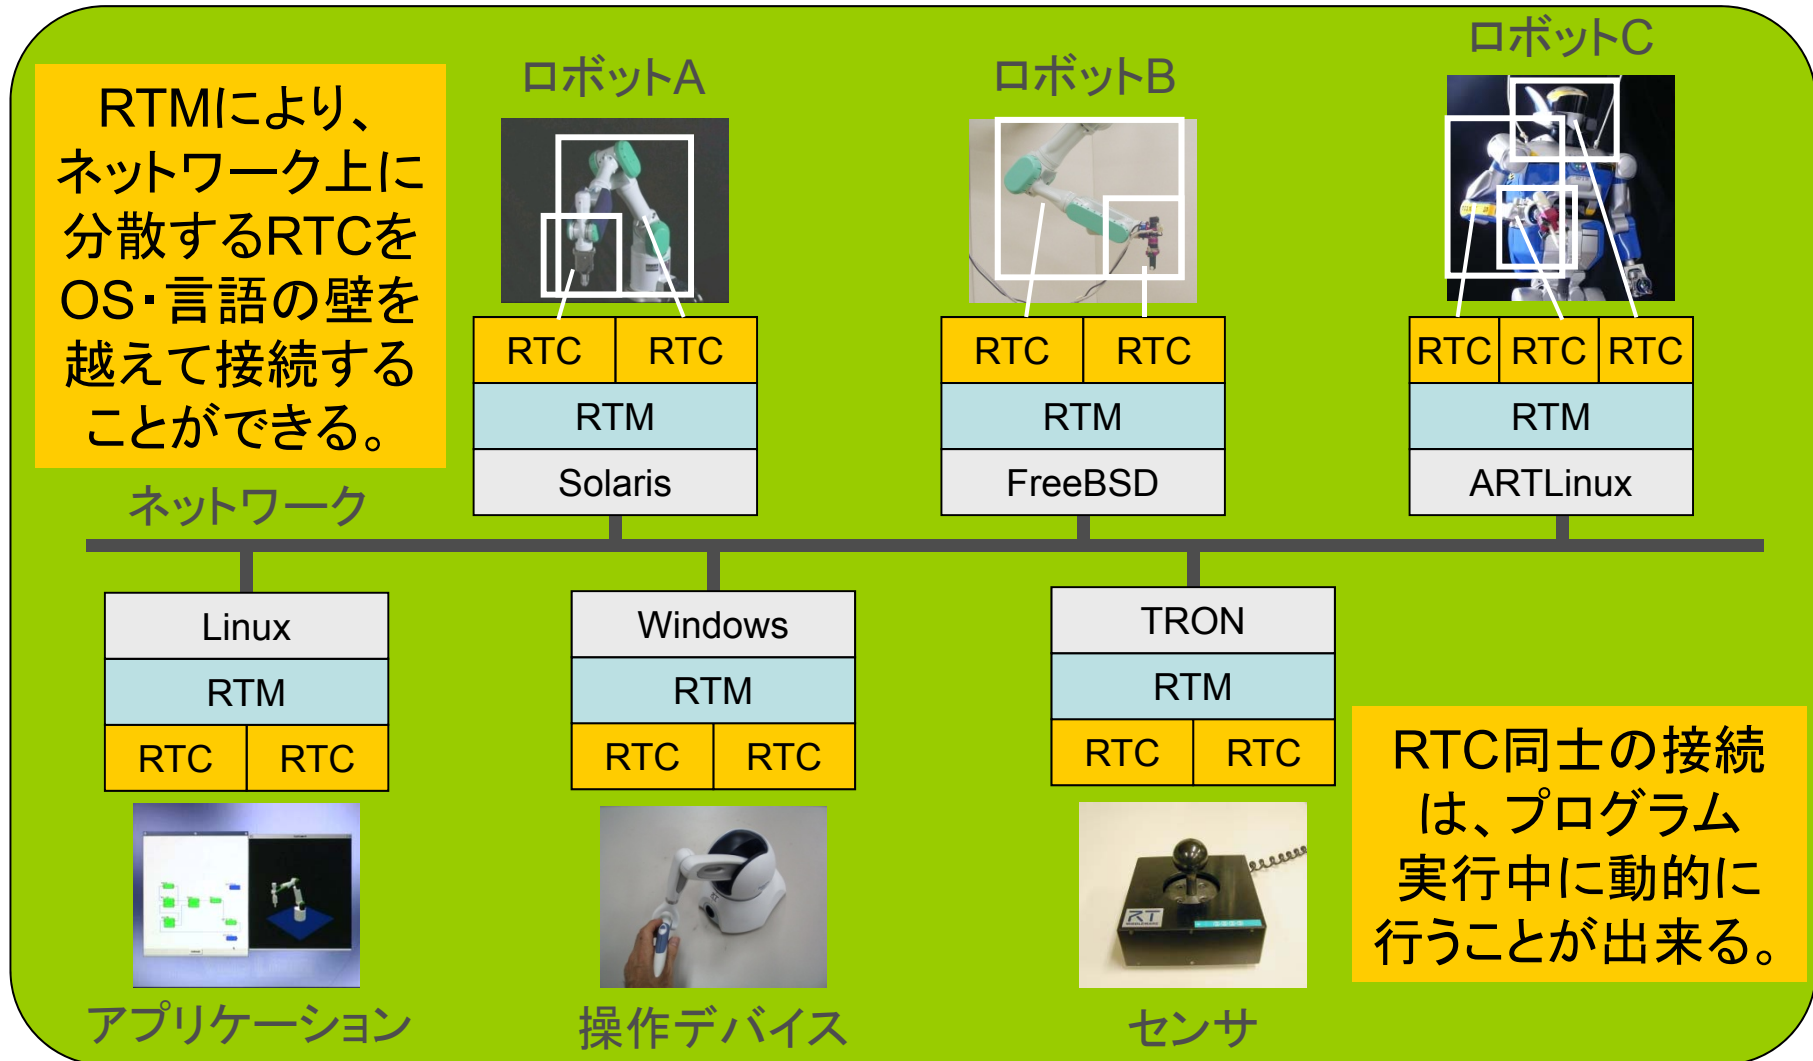 ロボットA
ロボットB
ロボットC
RTMにより、
ネットワーク上に
分散するRTCを
OS・言語の壁を
越えて接続する
ことができる。
RTC RTC
RTM
Solaris
RTC RTC
RTM
FreeBSD
RTC RTC RTC
RTM
ARTLinux
ネットワーク
Linux
RTM
RTC RTC
アプリケーション
Windows
RTM
RTC RTC
操作デバイス
TRON
RTM
RTC RTC
RT
センサ
RTC同士の接続
は、プログラム
実行中に動的に
行うことが出来る。